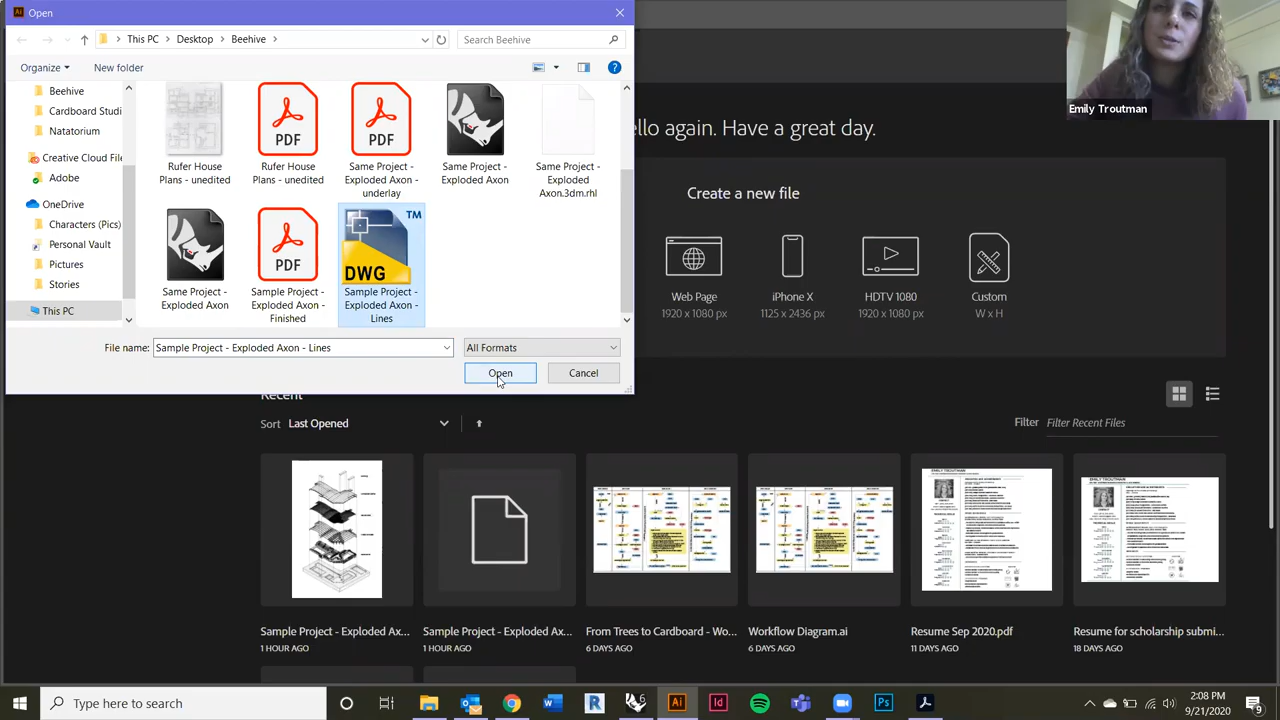 Ai Open
This PC > Desktop > Beehive >
Search Beehive
Organize
New folder
Beehive
Cardboard Studi
Natatorium
Creative Cloud File
Adobe
OneDrive
Characters (Pics)
Personal Vault
Pictures
Stories
This PC
Rufer House
Plans - unedited
PDF
Rufer House
Plans - unedited
PDF
Same Project -
Exploded Axon -
underlay
Same Project -
Exploded Axon
Same Project -
Exploded
Axon.3dm.rhl
Same Project -
Exploded Axon
PDF
Sample Project -
Exploded Axon -
Finished
TM
DWG
Sample Project -
Exploded Axon -
Lines
File name:
Sample Project - Exploded Axon - Lines
All Formats
Open
Cancel
Emily Troutman
ello again. Have a great day.
Create a new file
Web Page
1920 x 1080 px
iPhone X
1125 x 2436 px
HDTV 1080
1920 x 1080 px
Custom
W x H
Recent
Sort Last Opened
Filter Filter Recent Files
EMILY TROUTMAN
Sample Project - Exploded Ax...
1 HOUR AGO
Sample Project - Exploded Ax...
1 HOUR AGO
From Trees to Cardboard - Wo...
6 DAYS AGO
Workflow Diagram.ai
6 DAYS AGO
Resume Sep 2020.pdf
11 DAYS AGO
Resume for scholarship submi...
18 DAYS AGO
Type here to search
W
R
6
Ai
Id
Ps
2:08 PM
9/21/2020
9